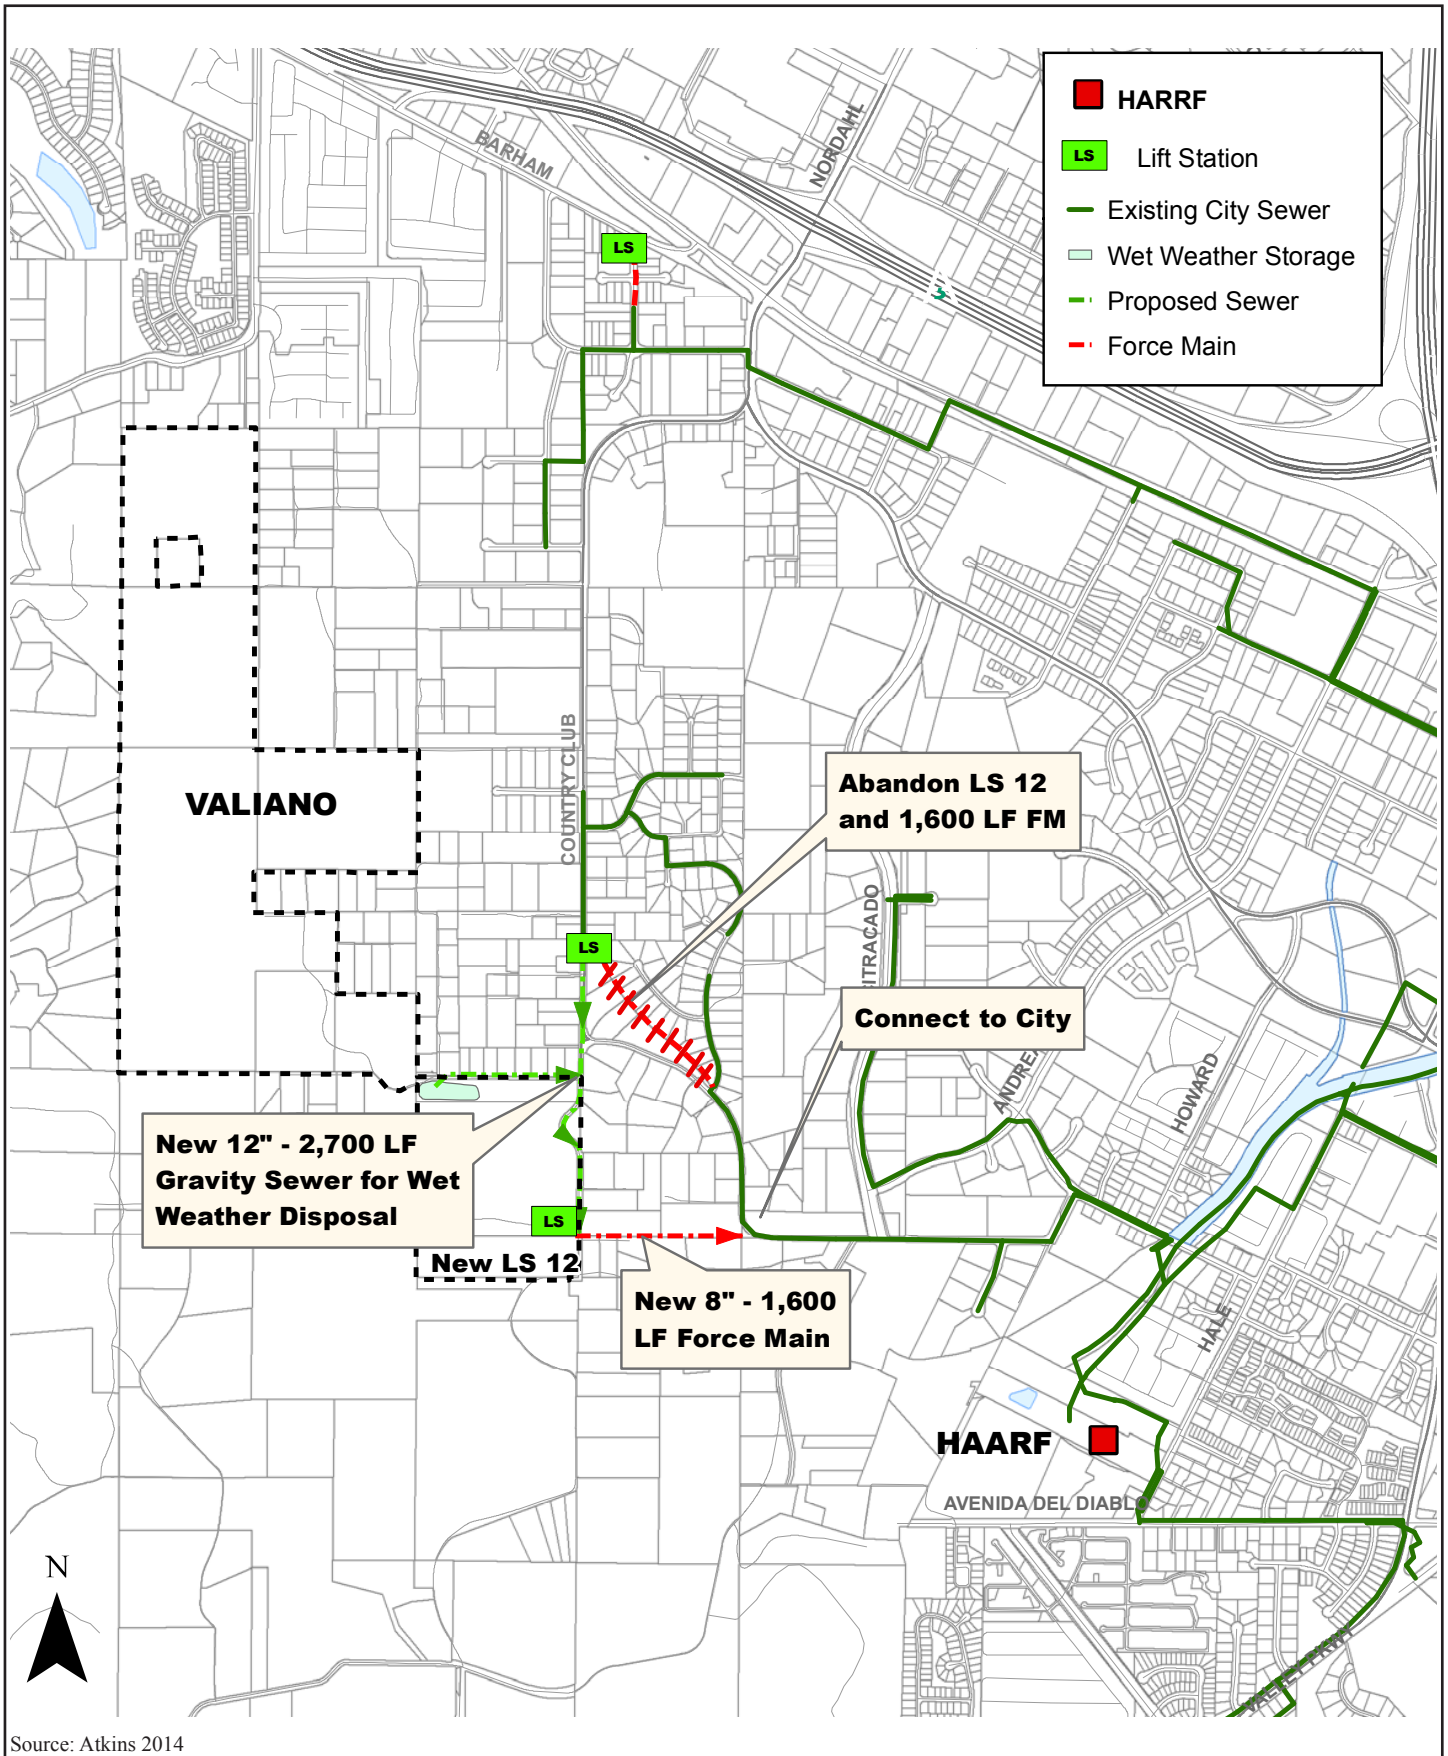 HARRF
LS Lift Station
Existing City Sewer
Wet Weather Storage
Proposed Sewer
Force Main
BARHAM
NORDAHL
LS
COUNTRY CLUB
VALIANO
Abandon LS 12
and 1,600 LF FM
CITRACADO
LS
Connect to City
ANDREA
HOWARD
New 12" - 2,700 LF
Gravity Sewer for Wet
Weather Disposal
LS
New LS 12
New 8" - 1,600
LF Force Main
HALE
HAARF
AVENIDA DEL DIABLO
VALLEY PKWY
N
Source: Atkins 2014